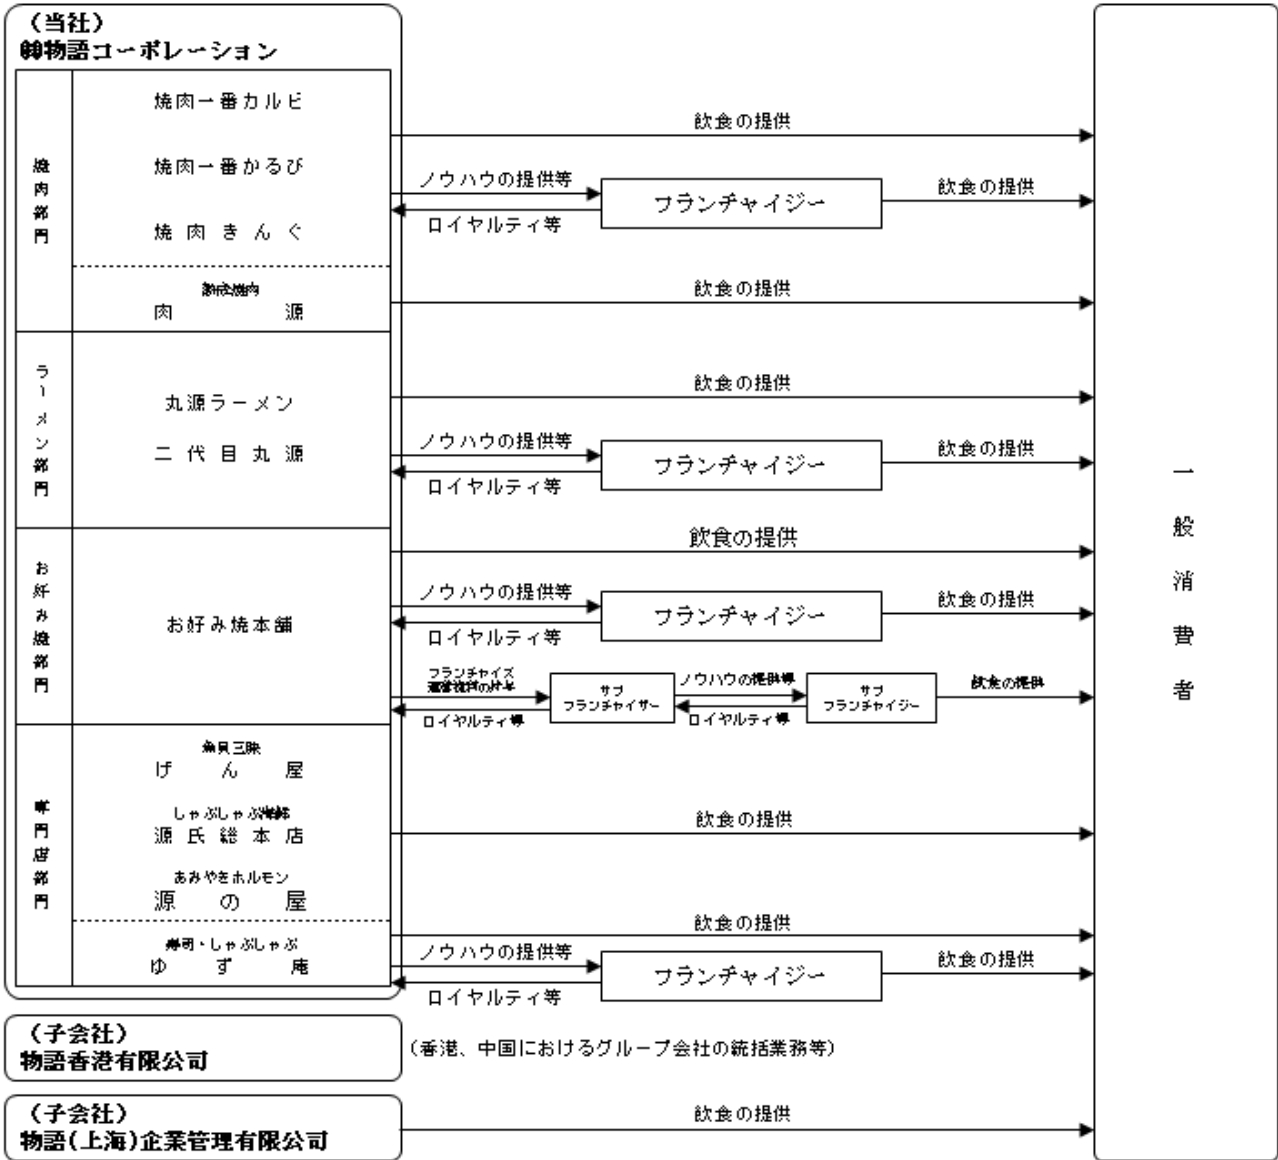 (当社)
㈱物語コーポレーション
焼肉部門
焼肉一番カルビ
焼肉一番かるび
焼肉きんぐ
熟成焼肉
肉源
飲食の提供
ノウハウの提供等
ロイヤルティ等
フランチャイジー
飲食の提供
飲食の提供
ラーメン部門
丸源ラーメン
二代目丸源
飲食の提供
ノウハウの提供等
ロイヤルティ等
フランチャイジー
飲食の提供
お好み焼部門
お好み焼本舗
飲食の提供
ノウハウの提供等
ロイヤルティ等
フランチャイジー
飲食の提供
フランチャイズ
運営権利の付与
ロイヤルティ等
サブ
フランチャイザー
ノウハウの提供等
ロイヤルティ等
サブ
フランチャイジー
飲食の提供
専門店部門
魚貝三昧
げん屋
しゃぶしゃぶ海鮮
源氏総本店
あみやきホルモン
源の屋
飲食の提供
寿司・しゃぶしゃぶ
ゆず庵
飲食の提供
ノウハウの提供等
ロイヤルティ等
フランチャイジー
飲食の提供
一般消費者
(子会社)
物語香港有限公司
(香港、中国におけるグループ会社の統括業務等)
(子会社)
物語(上海)企業管理有限公司
飲食の提供